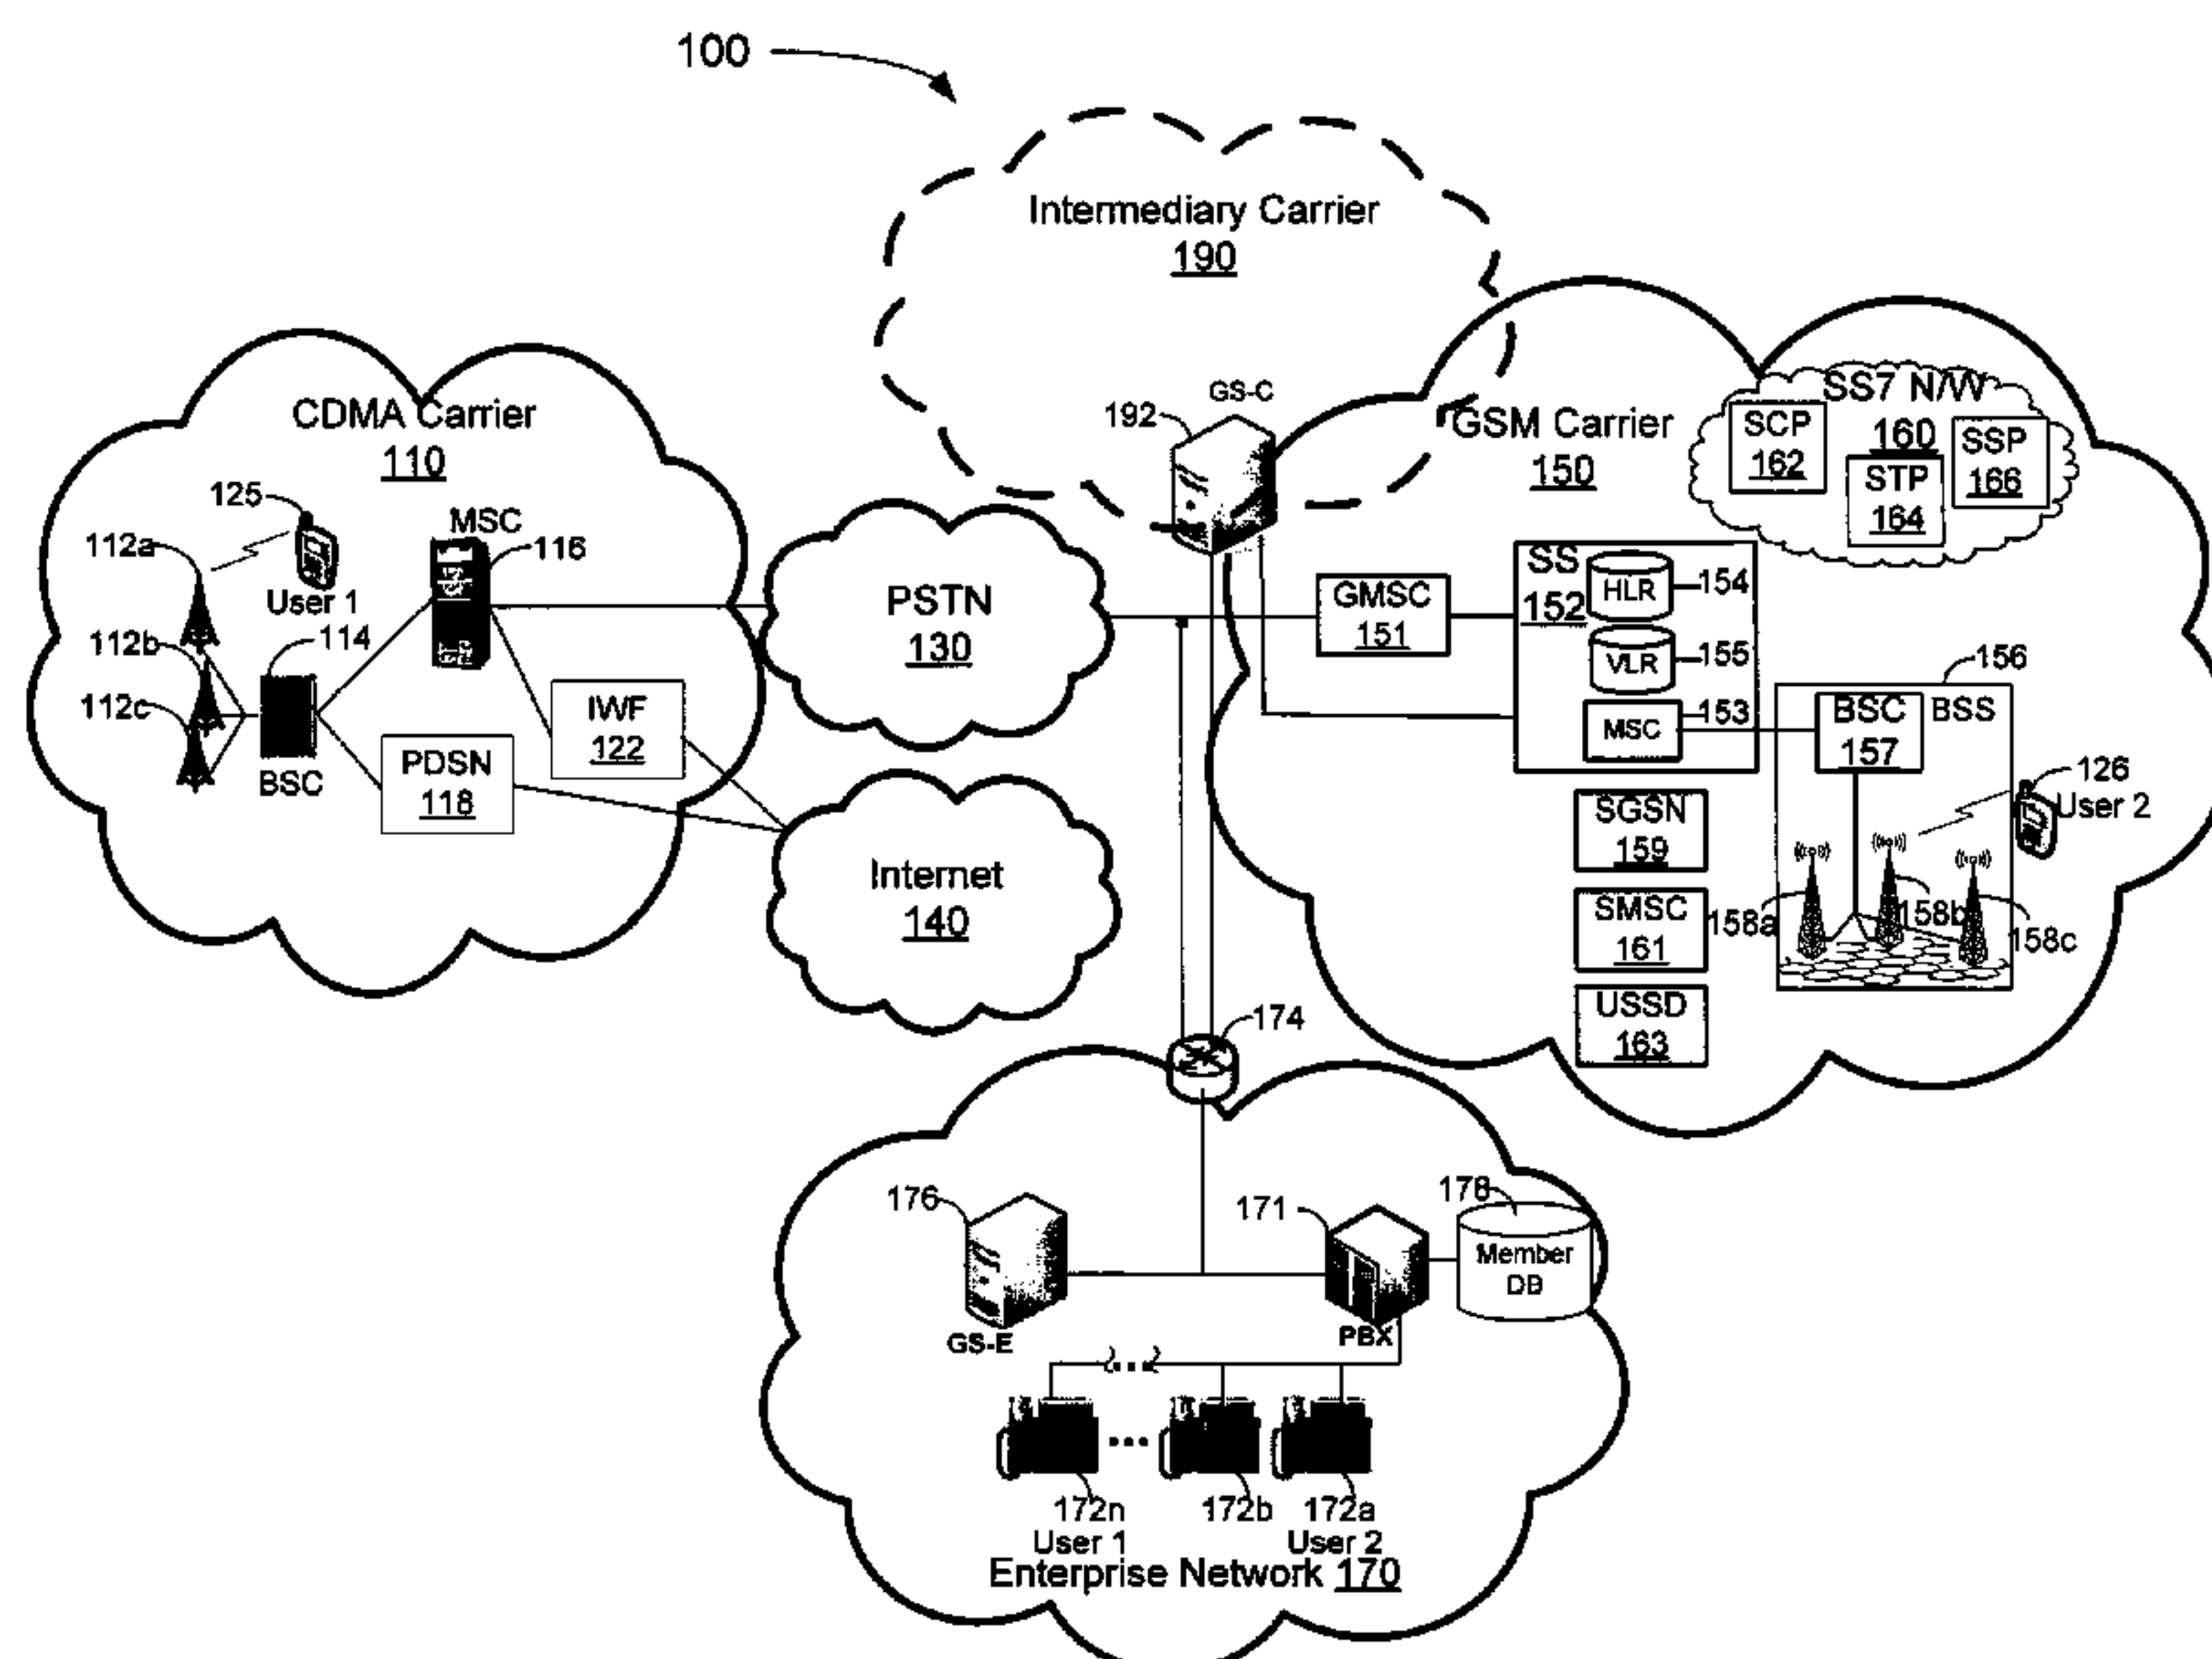 100
Intermediary Carrier
190
CDMA Carrier
110
125
112a
User 1
MSC
116
112b
114
112c
BSC
IWF
122
PDSN
118
PSTN
130
Internet
140
GS-C
192
GSM Carrier
150
SS7 N/W
160
SCP
162
STP
164
SSP
166
GMSC
151
SS
152
HLR
154
VLR
155
MSC
153
156
BSC
157
BSS
126
User 2
SGSN
159
SMSC
161
USSD
163
158a
158b
158c
174
176
GS-E
171
PBX
178
Member
DB
...
...
172n
User 1
172b
172a
User 2
Enterprise Network 170